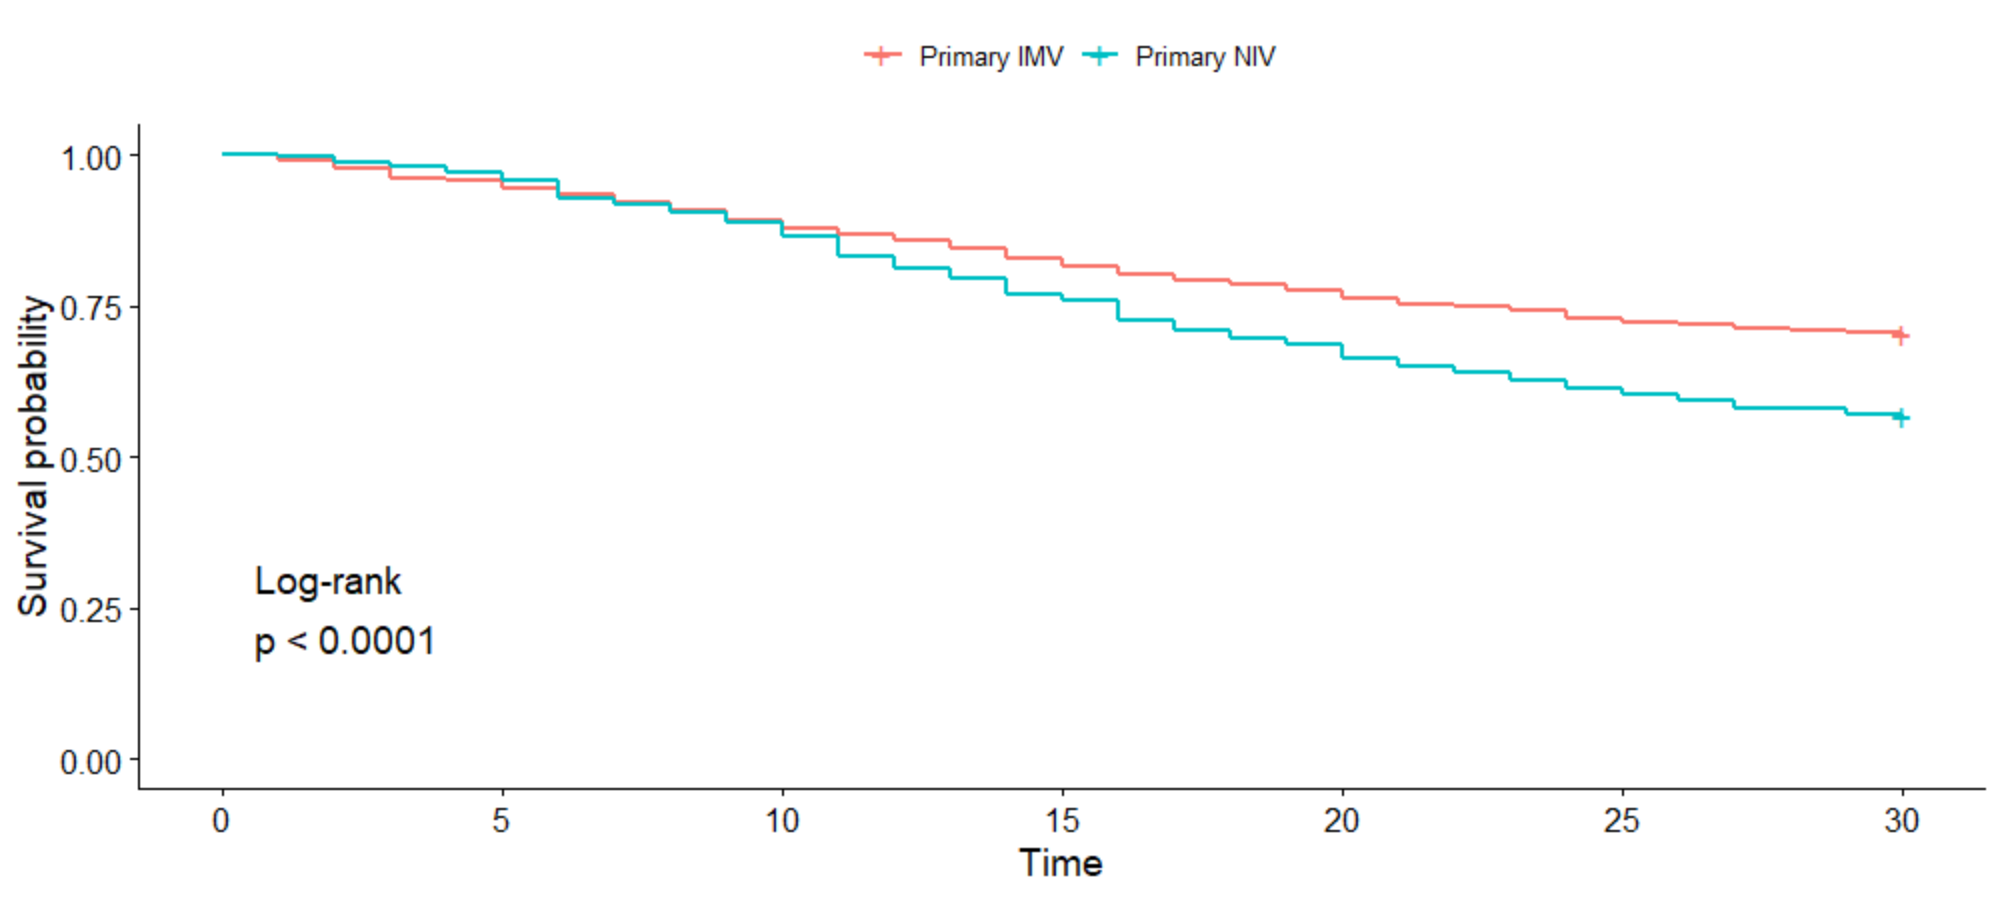 Primary IMV Primary NIV
1.00
0.75
0.50
0.25
0.00
Survival probability
Log-rank
p < 0.0001
0 5 10 15 20 25 30
Time